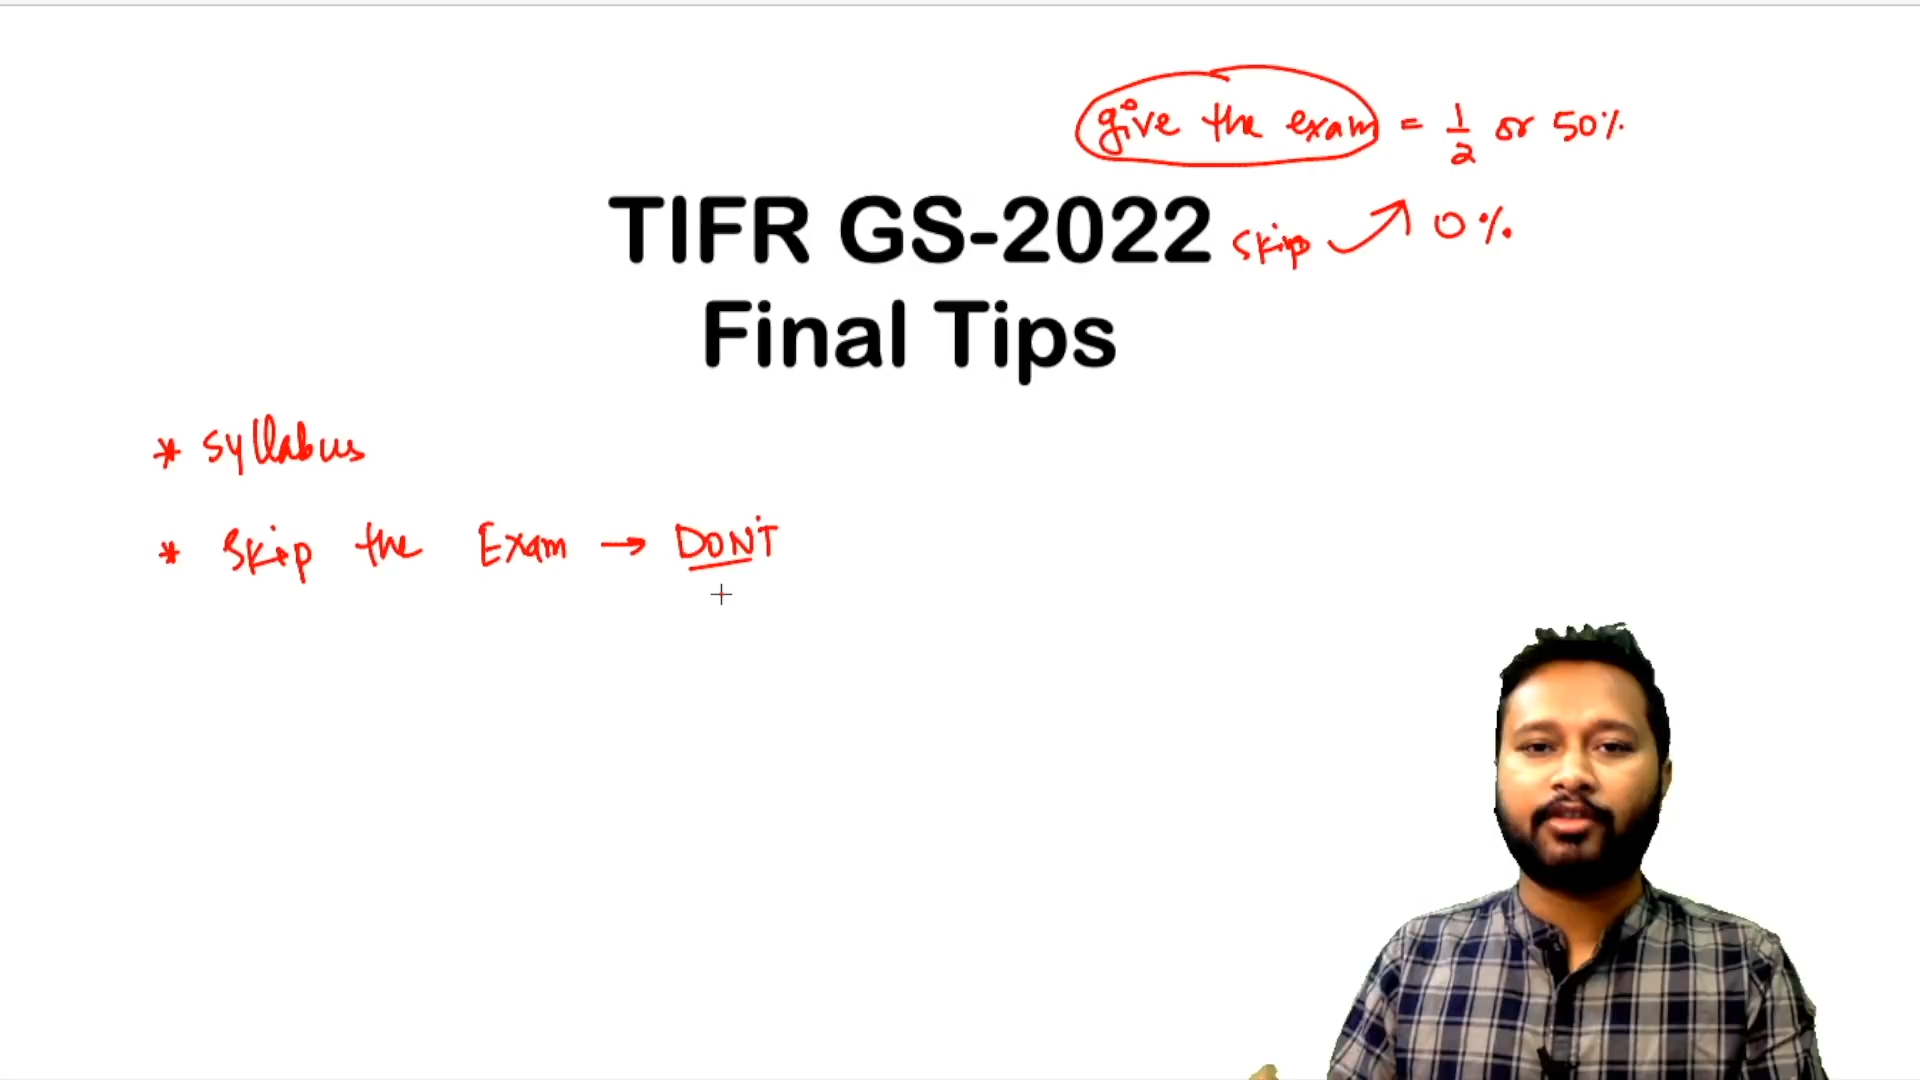 give the exam = 1/2 or 50%
TIFR GS-2022
skip 0%
Final Tips
* Syllabus
* Skip the Exam → DON'T